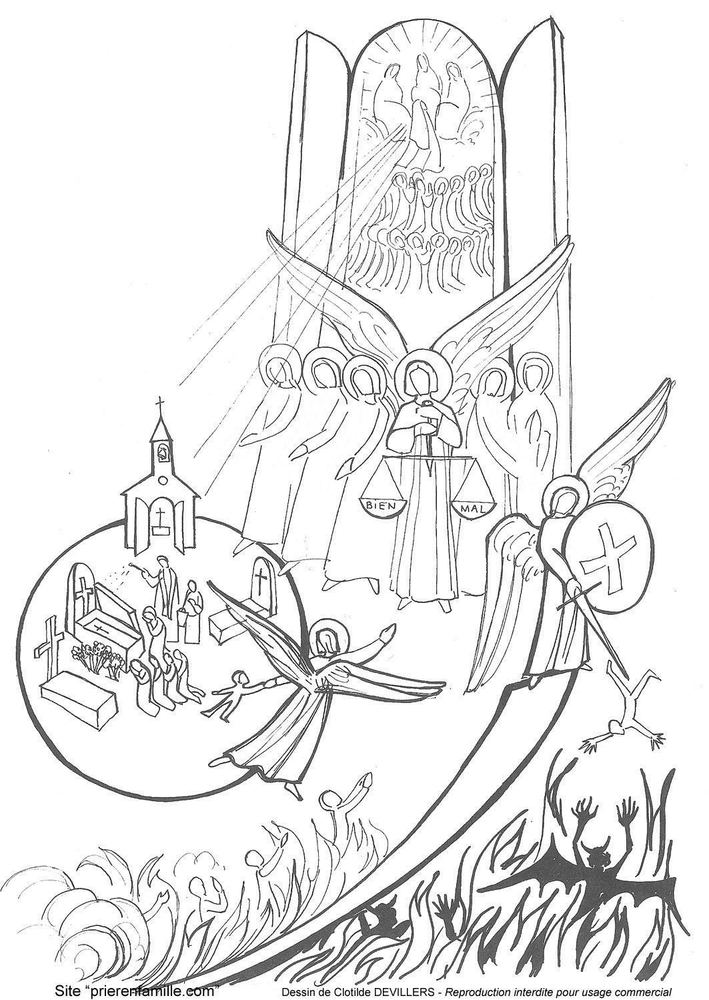 BIEN MAL
Site “prierenfamille.com” Dessin de Clotilde DEVILLERS - Reproduction interdite pour usage commercial